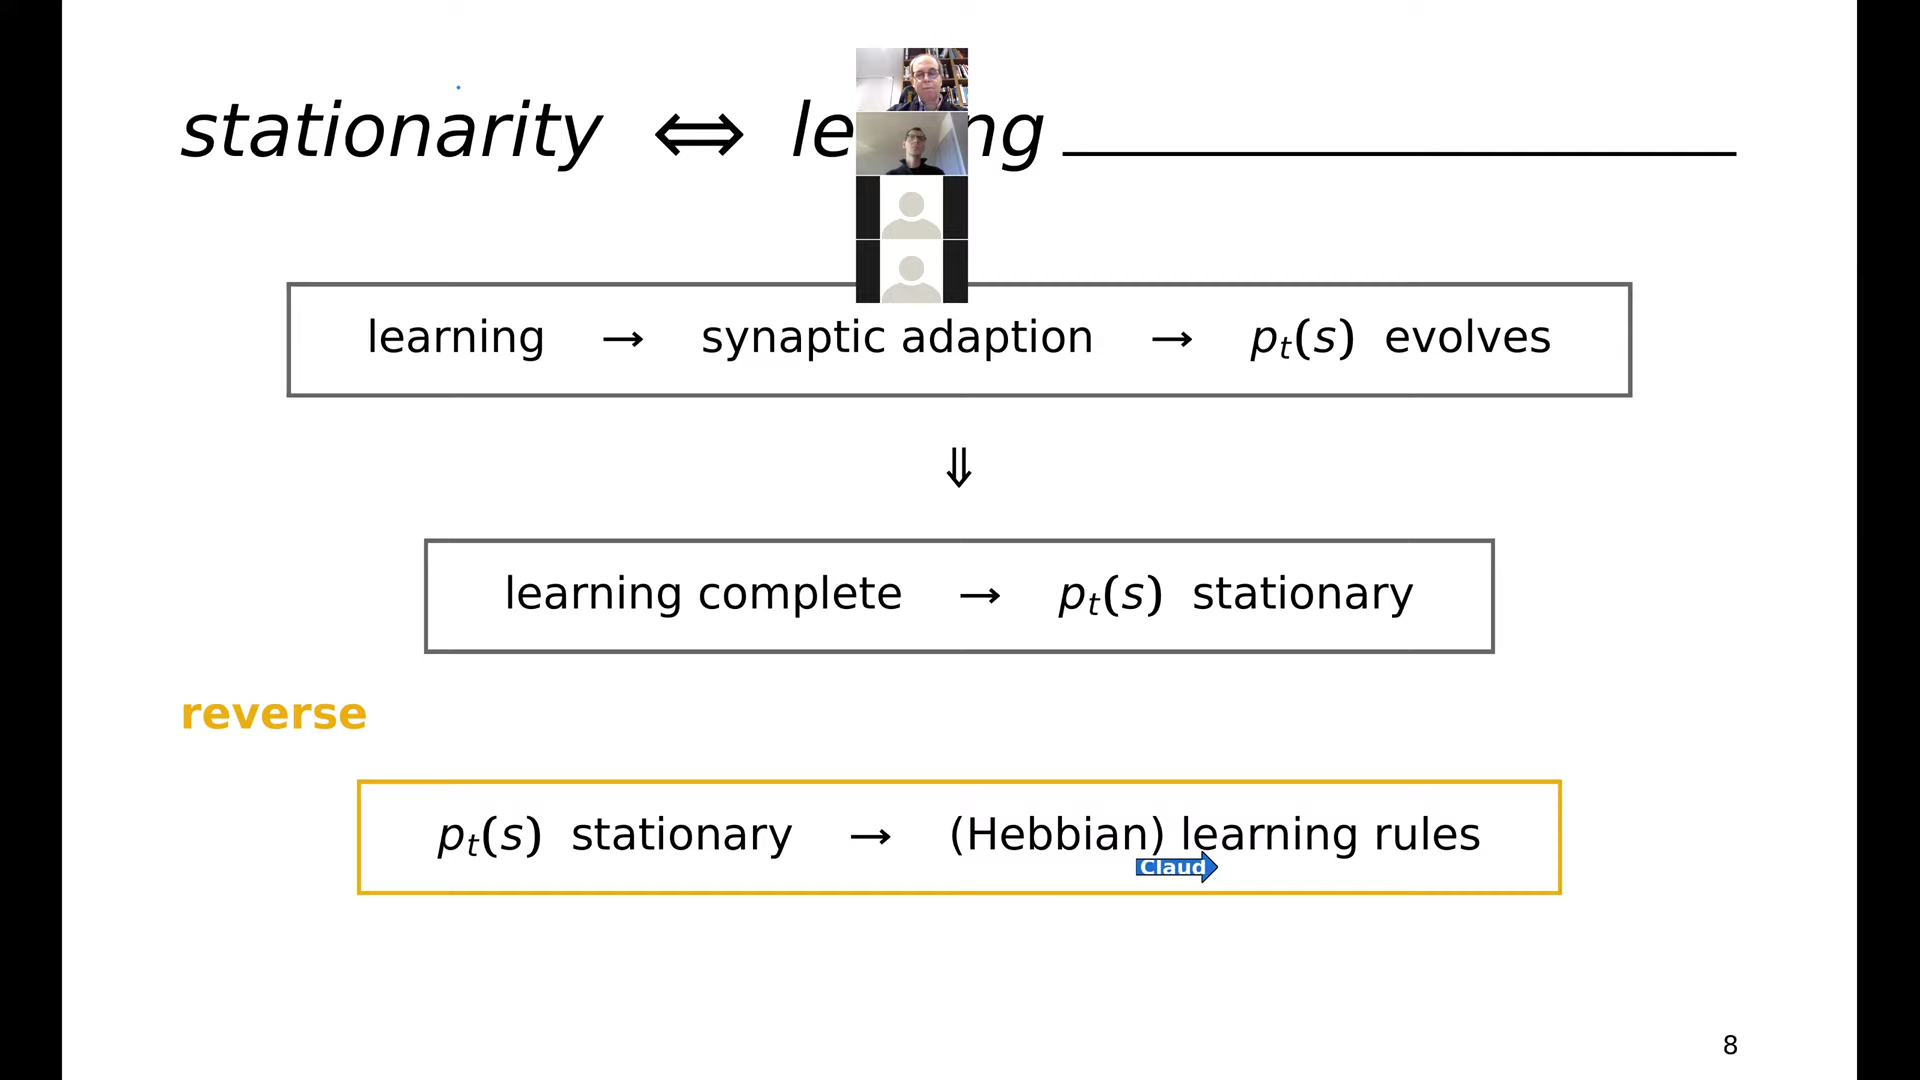 stationarity ⇔ le ng
learning → synaptic adaption → pₜ(s) evolves
⇓
learning complete → pₜ(s) stationary
reverse
pₜ(s) stationary → (Hebbian) learning rules
Claud
8